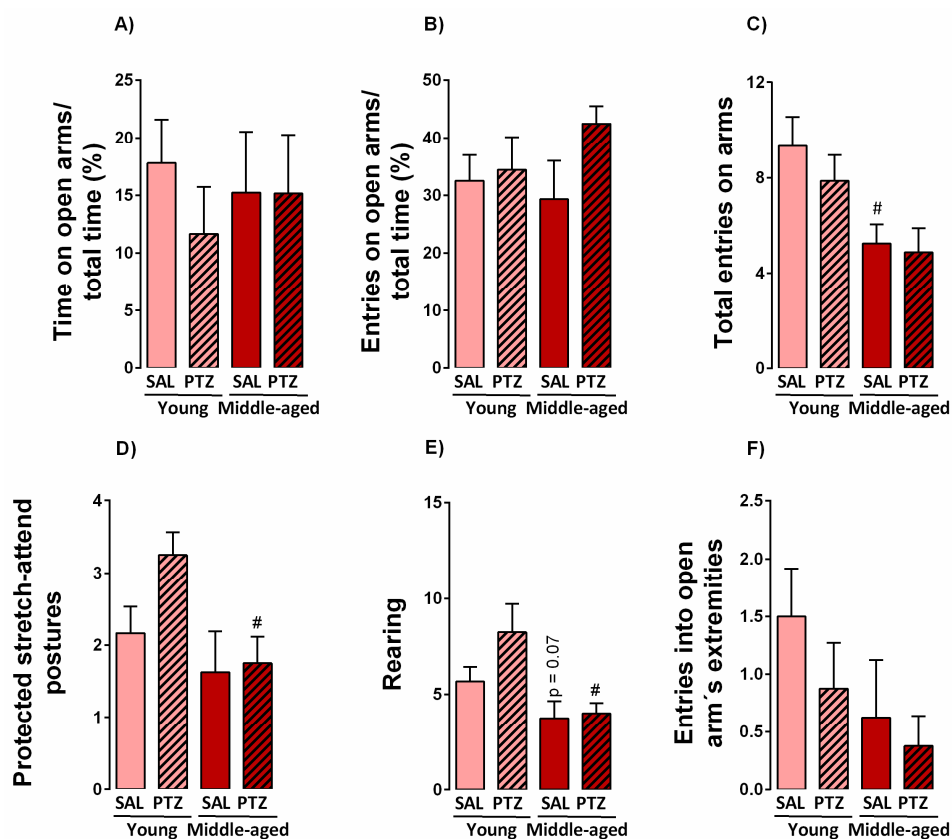 A)
Time on open arms/
total time (%)
25
20
15
10
5
0
SAL PTZ SAL PTZ
Young Middle-aged
B)
Entries on open arms/
total time (%)
50
40
30
20
10
0
SAL PTZ SAL PTZ
Young Middle-aged
C)
Total entries on arms
12
8
4
0
#
SAL PTZ SAL PTZ
Young Middle-aged
D)
Protected stretch-attend
postures
4
3
2
1
0
#
SAL PTZ SAL PTZ
Young Middle-aged
E)
Rearing
15
10
5
0
p = 0.07
#
SAL PTZ SAL PTZ
Young Middle-aged
F)
Entries into open
arm´s extremities
2.5
2.0
1.5
1.0
0.5
0.0
SAL PTZ SAL PTZ
Young Middle-aged